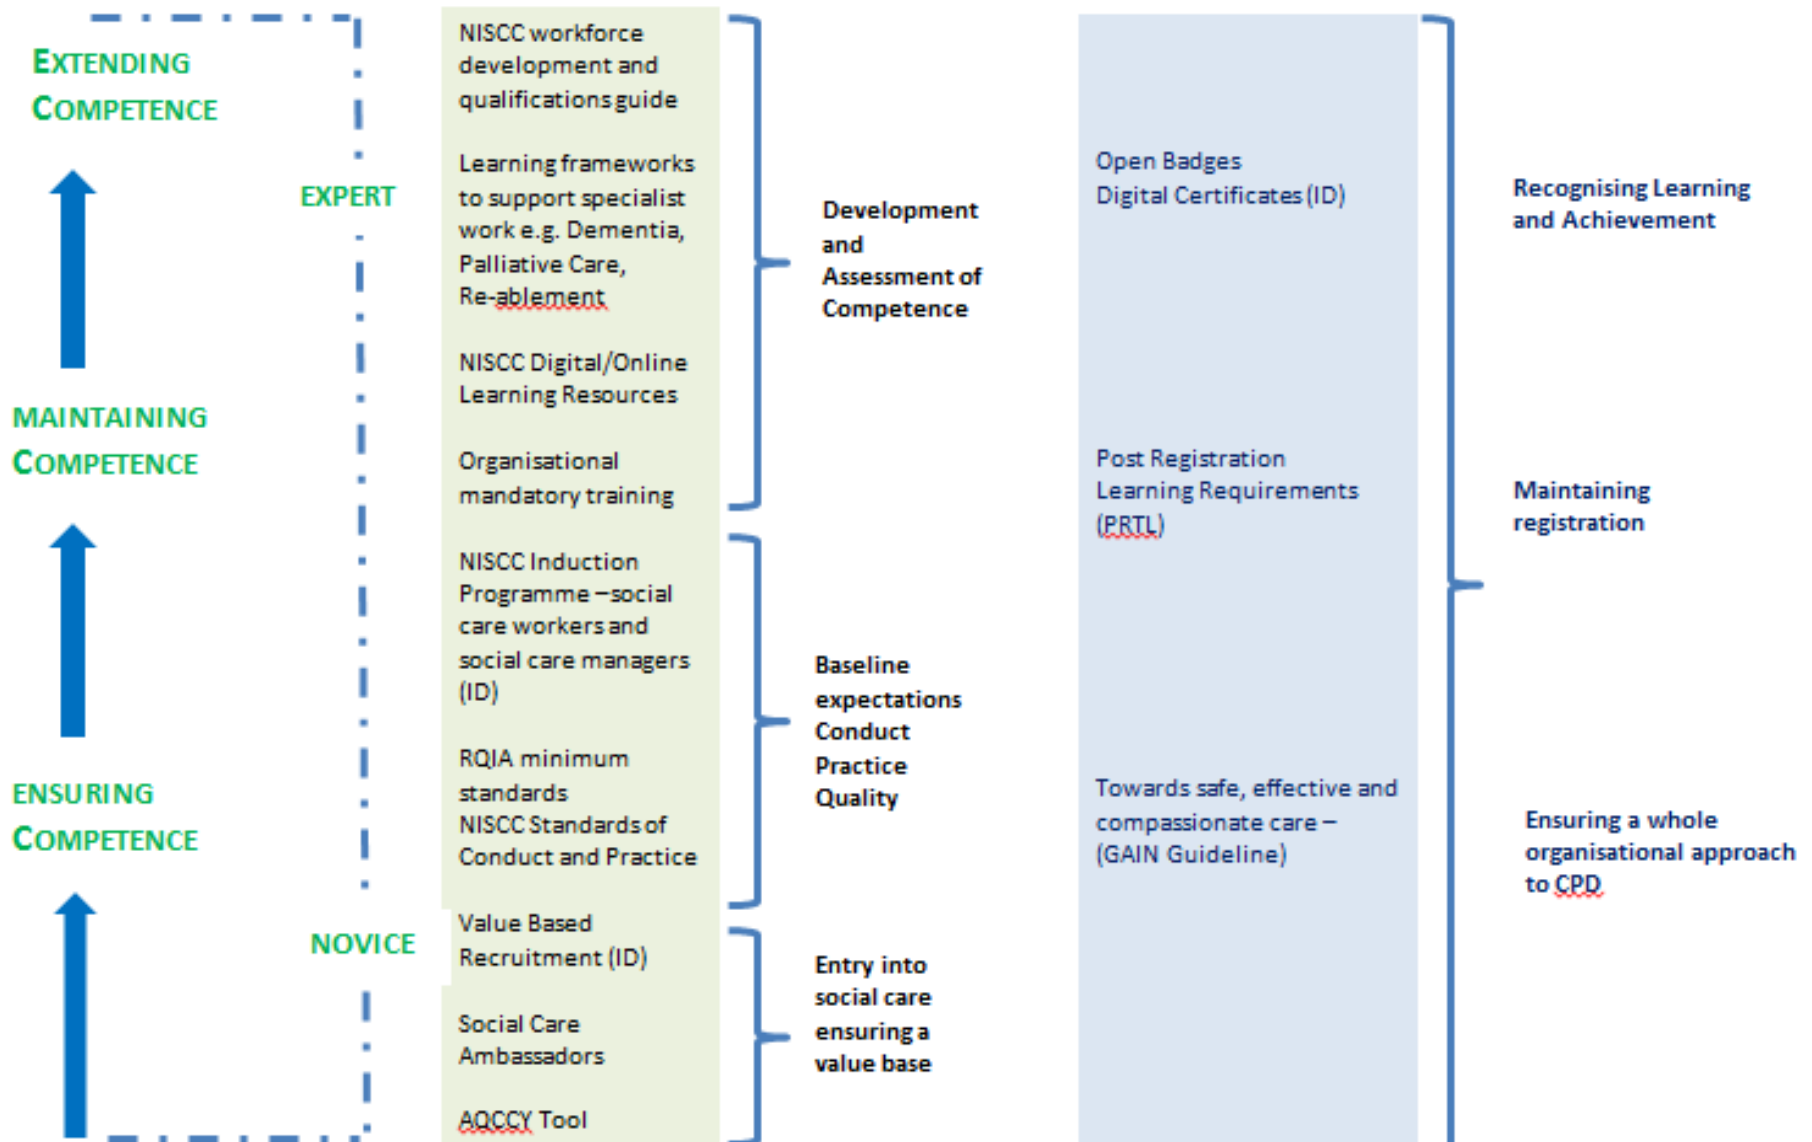 EXTENDING
COMPETENCE
MAINTAINING
COMPETENCE
ENSURING
COMPETENCE
EXPERT
NOVICE
NISCC workforce
development and
qualifications guide
Learning frameworks
to support specialist
work e.g. Dementia,
Palliative Care,
Re-ablement
NISCC Digital/Online
Learning Resources
Organisational
mandatory training
NISCC Induction
Programme –social
care workers and
social care managers
(ID)
RQIA minimum
standards
NISCC Standards of
Conduct and Practice
Value Based
Recruitment (ID)
Social Care
Ambassadors
AQCCY Tool
Development
and
Assessment of
Competence
Baseline
expectations
Conduct
Practice
Quality
Entry into
social care
ensuring a
value base
Open Badges
Digital Certificates (ID)
Post Registration
Learning Requirements
(PRTL)
Towards safe, effective and
compassionate care –
(GAIN Guideline)
Recognising Learning
and Achievement
Maintaining
registration
Ensuring a whole
organisational approach
to CPD